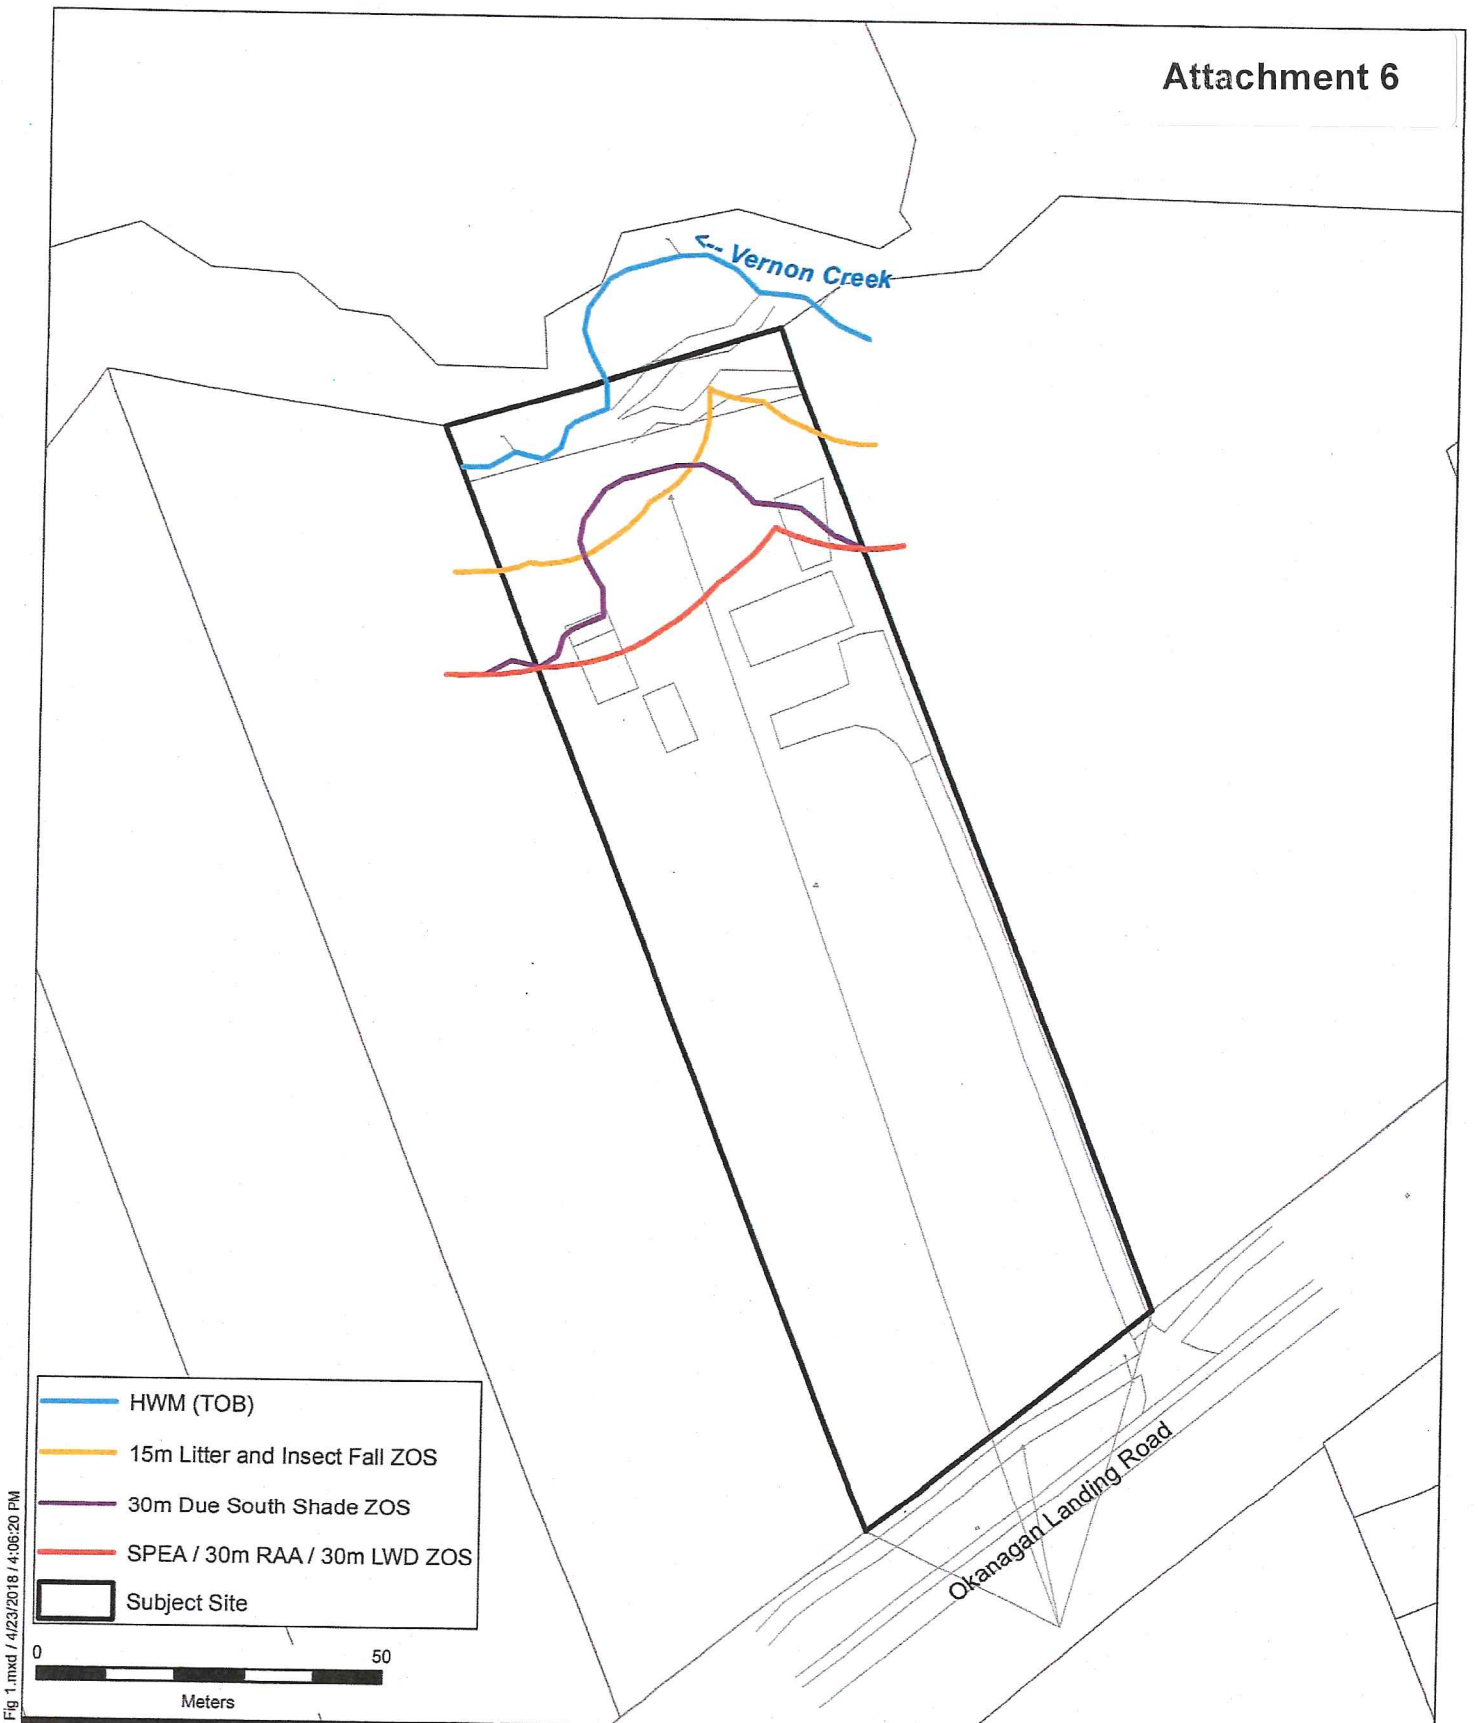 Attachment 6
<-- Vernon Creek
Okanagan Landing Road
HWM (TOB)
15m Litter and Insect Fall ZOS
30m Due South Shade ZOS
SPEA / 30m RAA / 30m LWD ZOS
Subject Site
0 50
Meters
Fig 1.mxd / 4/23/2018 / 4:06:20 PM